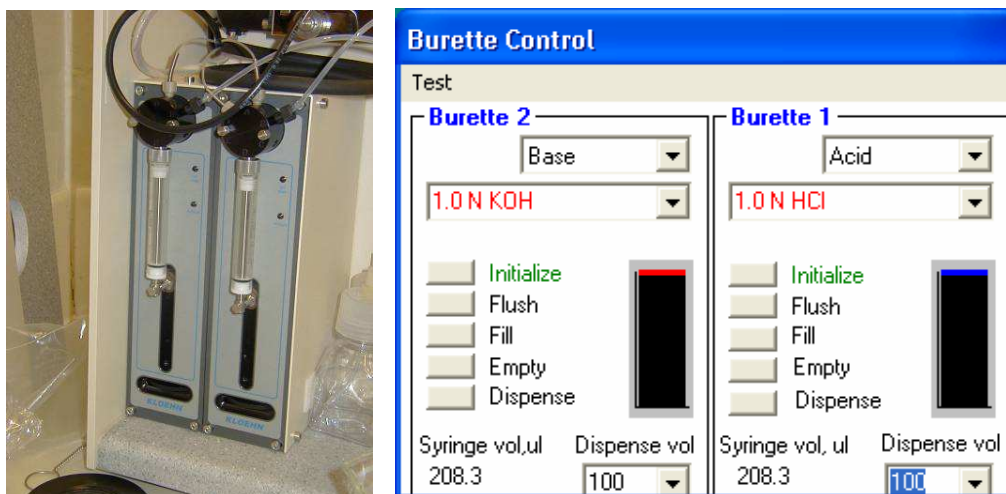 KLOEHN
KLOEHN
Burette Control
Test
Burette 2
Base
1.0 N KOH
Initialize
Flush
Fill
Empty
Dispense
Syringe vol,ul
Dispense vol
208.3
100
Burette 1
Acid
1.0 N HCl
Initialize
Flush
Fill
Empty
Dispense
Syringe vol, ul
Dispense vol
208.3
100